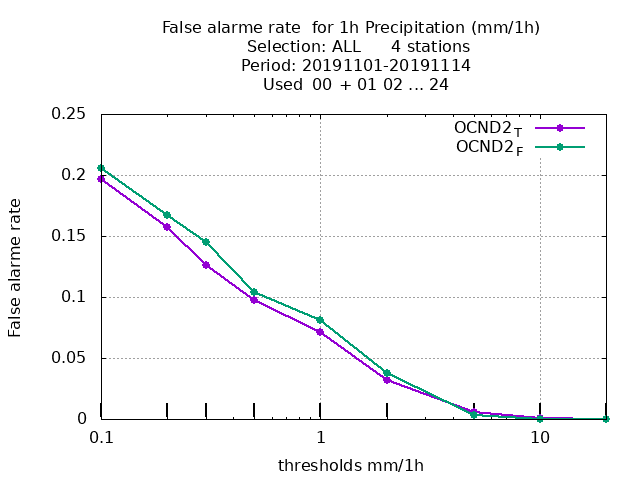 False alarme rate  for 1h Precipitation (mm/1h)
Selection: ALL      4 stations
Period: 20191101-20191114
Used  00  + 01 02 ... 24
0.25
0.2
0.15
0.1
0.05
0
False alarme rate
OCND2T
OCND2F
0.1
1
10
thresholds mm/1h